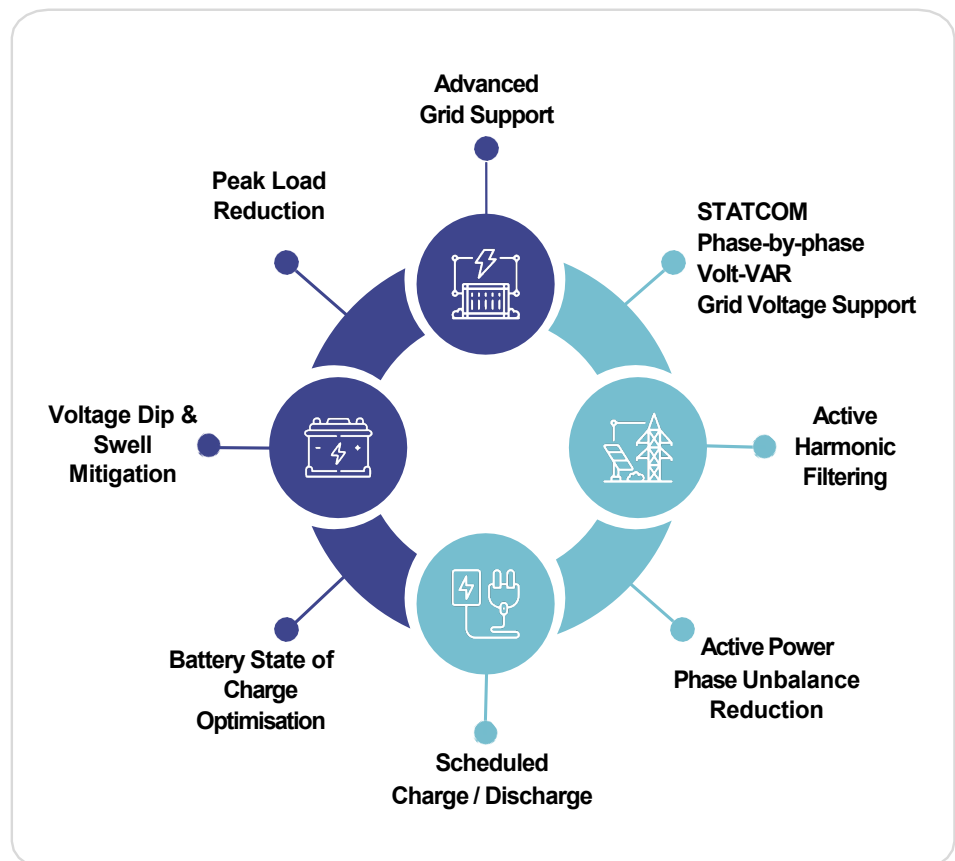 Advanced
Grid Support
Peak Load
Reduction
STATCOM
Phase-by-phase
Volt-VAR
Grid Voltage Support
Voltage Dip &
Swell
Mitigation
Active
Harmonic
Filtering
Battery State of
Charge
Optimisation
Active Power
Phase Unbalance
Reduction
Scheduled
Charge / Discharge